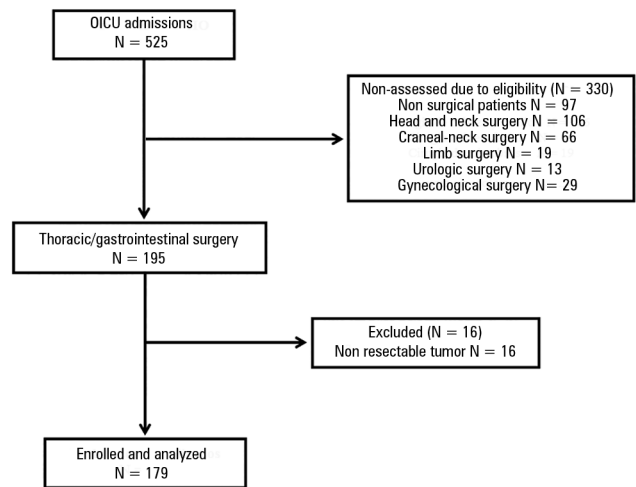 OICU admissions
N = 525
Non-assessed due to eligibility (N = 330)
Non surgical patients N = 97
Head and neck surgery N = 106
Craneal-neck surgery N = 66
Limb surgery N = 19
Urologic surgery N = 13
Gynecological surgery N= 29
Thoracic/gastrointestinal surgery
N = 195
Excluded (N = 16)
Non resectable tumor N = 16
Enrolled and analyzed
N = 179